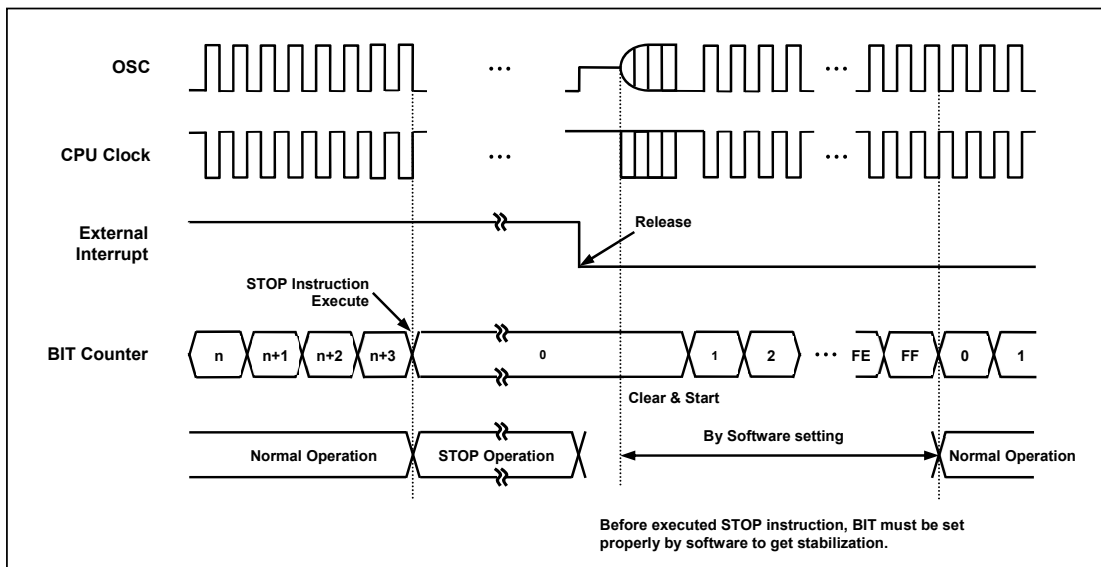 OSC
...
...
CPU Clock
...
...
External
Interrupt
Release
STOP Instruction
Execute
BIT Counter
n
n+1
n+2
n+3
0
1
2
...
FE
FF
0
1
Clear & Start
Normal Operation
STOP Operation
By Software setting
Normal Operation
Before executed STOP instruction, BIT must be set
properly by software to get stabilization.